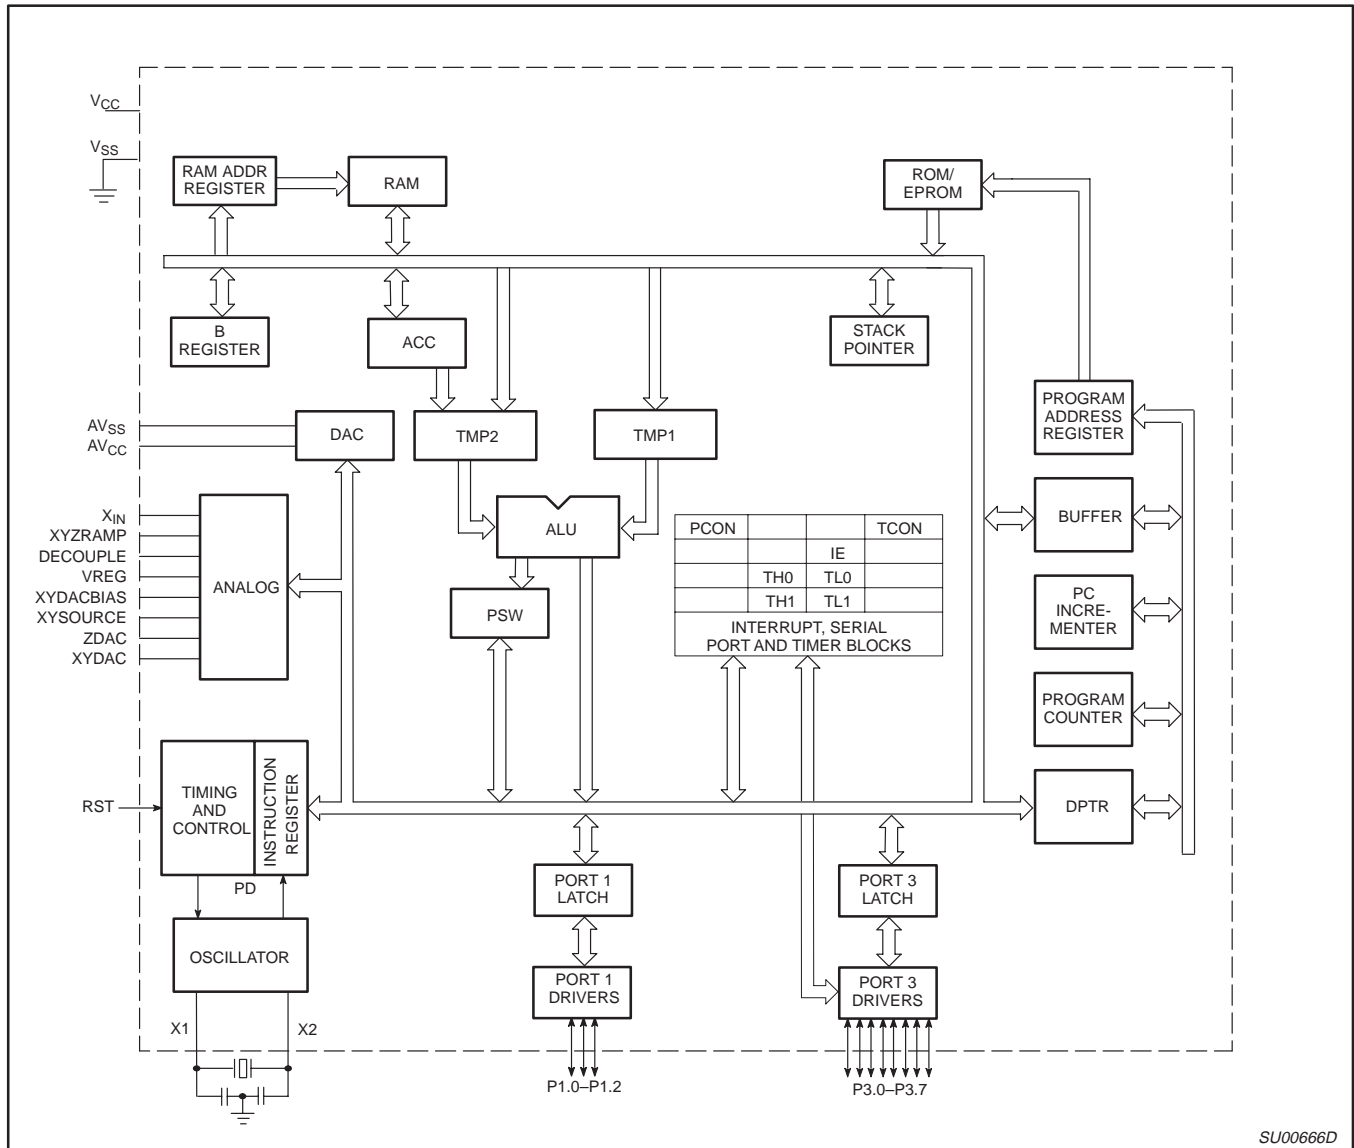 VCC
VSS
RAM ADDR
REGISTER
RAM
ROM/
EPROM
B
REGISTER
ACC
STACK
POINTER
PROGRAM
ADDRESS
REGISTER
AVSS
AVCC
DAC
TMP2
TMP1
XIN
XYZRAMP
DECOUPLE
VREG
XYDACBIAS
XYSOURCE
ZDAC
XYDAC
ANALOG
ALU
PSW
PCON TCON
IE
TH0 TL0
TH1 TL1
INTERRUPT, SERIAL
PORT AND TIMER BLOCKS
BUFFER
PC
INCRE-
MENTER
PROGRAM
COUNTER
DPTR
RST
TIMING
AND
CONTROL
INSTRUCTION
REGISTER
PD
OSCILLATOR
X1
X2
PORT 1
LATCH
PORT 3
LATCH
PORT 1
DRIVERS
PORT 3
DRIVERS
P1.0–P1.2
P3.0–P3.7
SU00666D